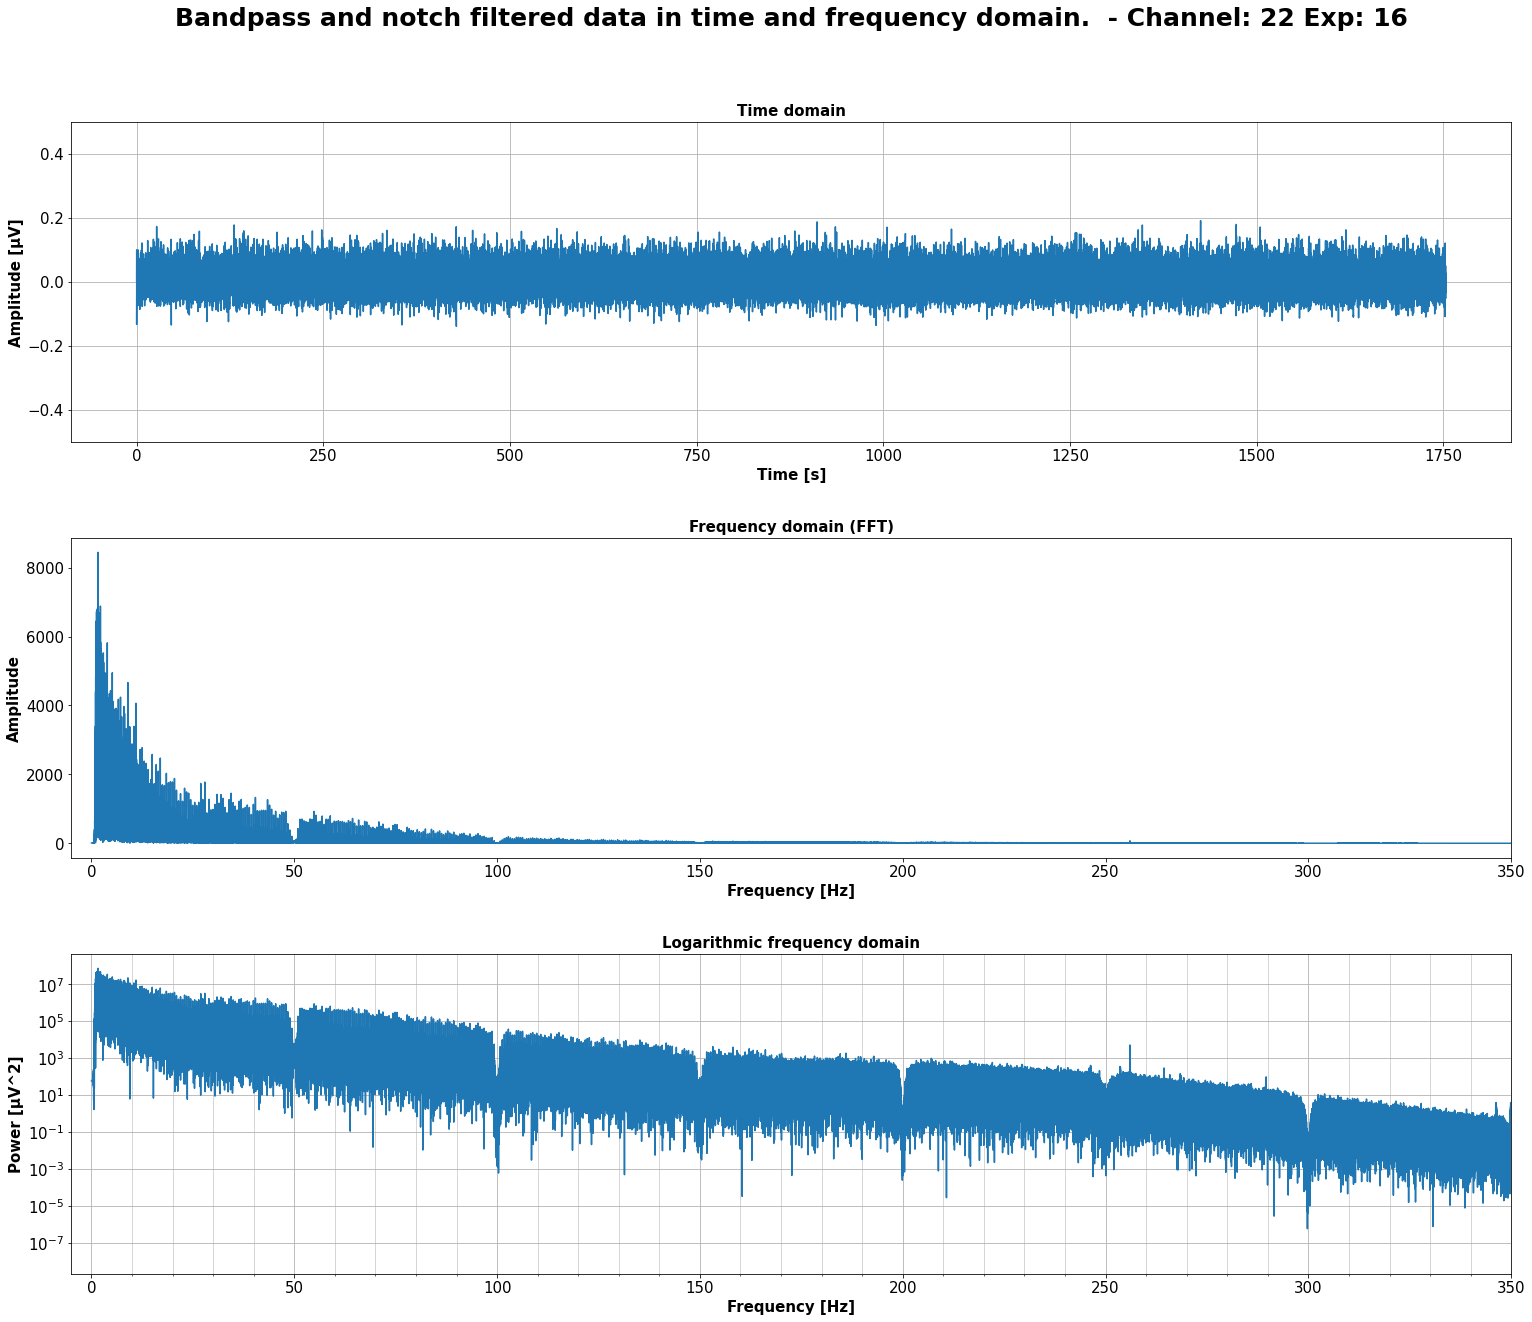 Bandpass and notch filtered data in time and frequency domain.  - Channel: 22 Exp: 16
Time domain
Amplitude [µV]
0.4
0.2
0.0
−0.2
−0.4
0 250 500 750 1000 1250 1500 1750
Time [s]
Frequency domain (FFT)
Amplitude
8000
6000
4000
2000
0
0 50 100 150 200 250 300 350
Frequency [Hz]
Logarithmic frequency domain
Power [µV^2]
10^7
10^5
10^3
10^1
10^−1
10^−3
10^−5
10^−7
0 50 100 150 200 250 300 350
Frequency [Hz]